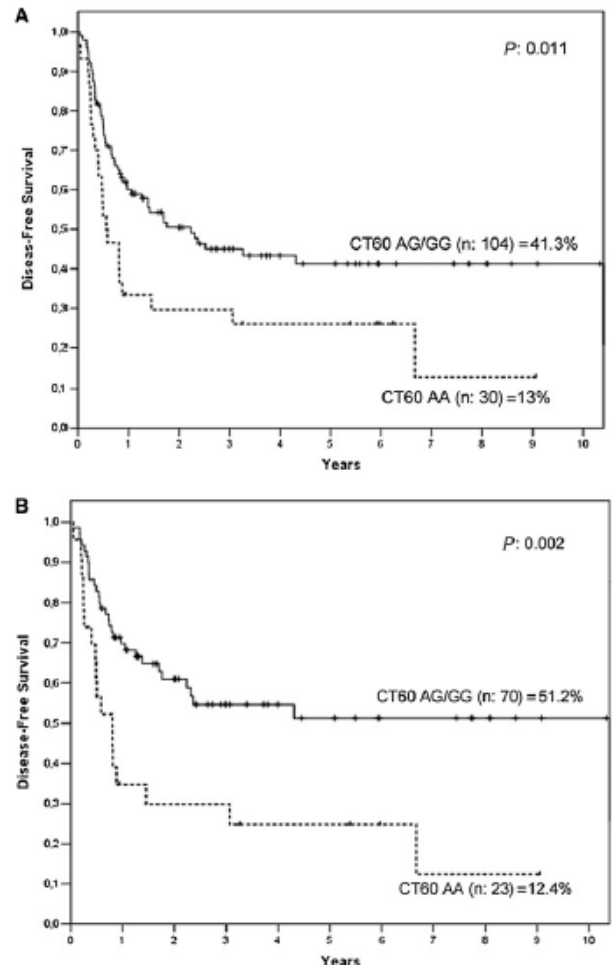 A
P: 0.011
1,0
0,9
0,8
0,7
0,6
0,5
0,4
0,3
0,2
0,1
0,0
Diseas-Free Survival
CT60 AG/GG (n: 104) =41.3%
CT60 AA (n: 30) =13%
0 1 2 3 4 5 6 7 8 9 10
Years
B
P: 0.002
1,0
0,9
0,8
0,7
0,6
0,5
0,4
0,3
0,2
0,1
0,0
Disease-Free Survival
CT60 AG/GG (n: 70) =51.2%
CT60 AA (n: 23) =12.4%
0 1 2 3 4 5 6 7 8 9 10
Years